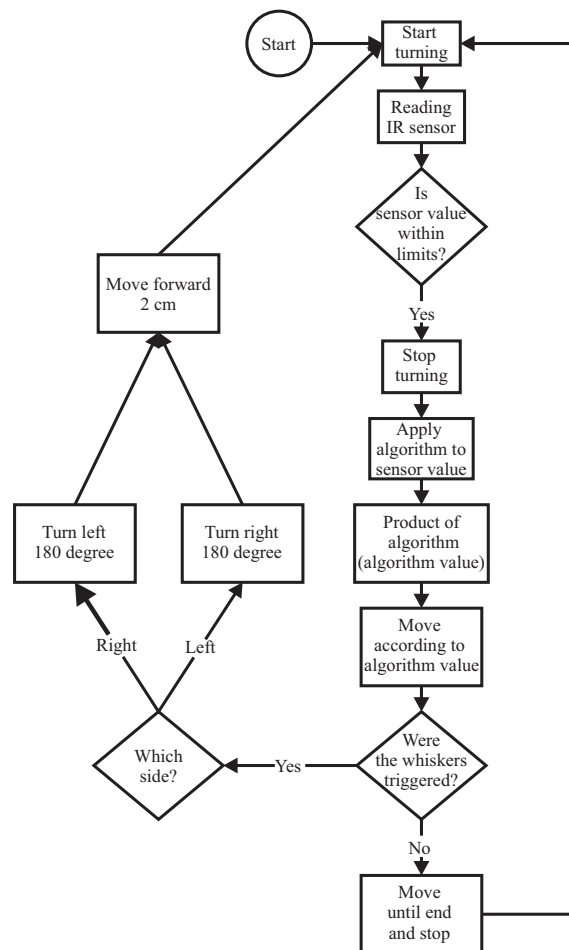 Start
Start
turning
Reading
IR sensor
Is
sensor value
within
limits?
Yes
Stop
turning
Apply
algorithm to
sensor value
Product of
algorithm
(algorithm value)
Move
according to
algorithm value
Were
the whiskers
triggered?
Yes
Which
side?
Right
Left
Turn left
180 degree
Turn right
180 degree
Move forward
2 cm
No
Move
until end
and stop